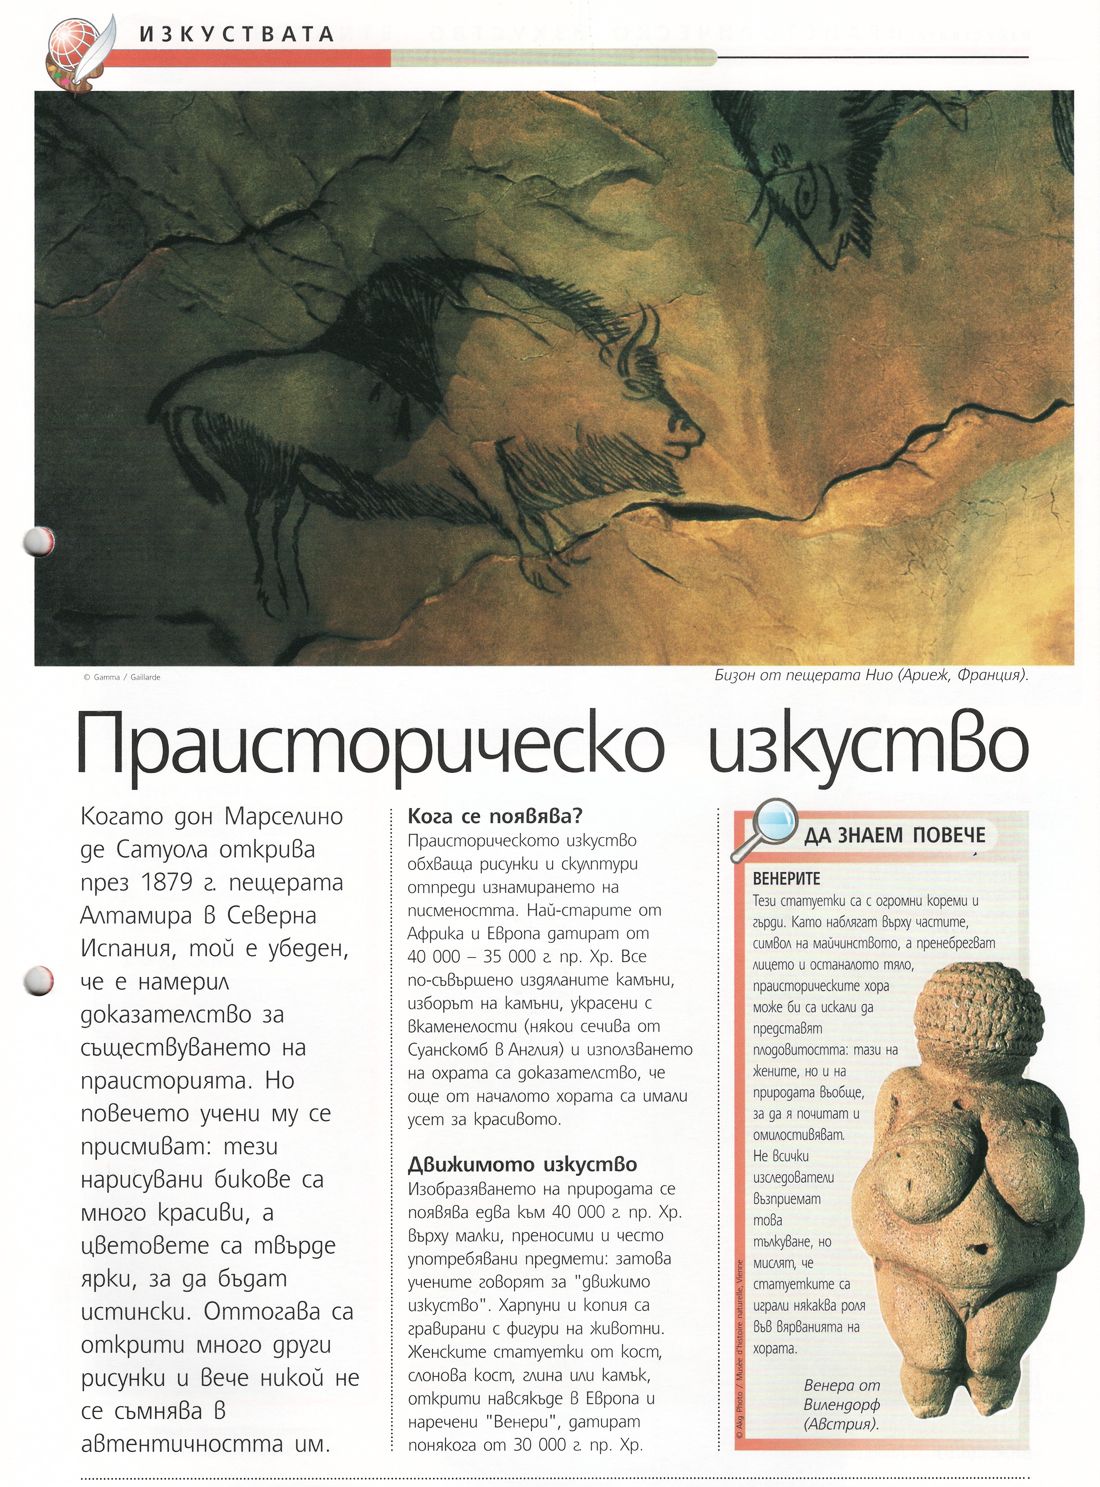 ИЗКУСТВАТА
© Gamma / Gaillarde
Бизон от пещерата Нио (Ариеж, Франция).
Праисторическо изкуство
Когато дон Марселино
де Сатуола открива
през 1879 г. пещерата
Алтамира в Северна
Испания, той е убеден,
че е намерил
доказателство за
съществуването на
праисторията. Но
повечето учени му се
присмиват: тези
нарисувани бикове са
много красиви, а
цветовете са твърде
ярки, за да бъдат
истински. Оттогава са
открити много други
рисунки и вече никой не
се съмнява в
автентичността им.
Кога се появява?
Праисторическото изкуство
обхваща рисунки и скулптури
отпреди изнамирането на
писмеността. Най-старите от
Африка и Европа датират от
40 000 – 35 000 г. пр. Хр. Все
по-съвършено издяланите камъни,
изборът на камъни, украсени с
вкаменелости (някои сечива от
Суанскомб в Англия) и използването
на охрата са доказателство, че
още от началото хората са имали
усет за красивото.
Движимото изкуство
Изобразяването на природата се
появява едва към 40 000 г. пр. Хр.
върху малки, преносими и често
употребявани предмети: затова
учените говорят за "движимо
изкуство". Харпуни и копия са
гравирани с фигури на животни.
Женските статуетки от кост,
слонова кост, глина или камък,
открити навсякъде в Европа и
наречени "Венери", датират
понякога от 30 000 г. пр. Хр.
ДА ЗНАЕМ ПОВЕЧЕ
ВЕНЕРИТЕ
Тези статуетки са с огромни кореми и
гърди. Като наблягат върху частите,
символ на майчинството, а пренебрегват
лицето и останалото тяло,
праисторическите хора
може би са искали да
представят
плодовитостта: тази на
жените, но и на
природата въобще,
за да я почитат и
омилостивяват.
Не всички
изследователи
възприемат
това
тълкуване, но
мислят, че
статуетките са
играли някаква роля
във вярванията на
хората.
Венера от
Вилендорф
(Австрия).
© Akg Photo / Musée d'histoire naturelle, Vienne